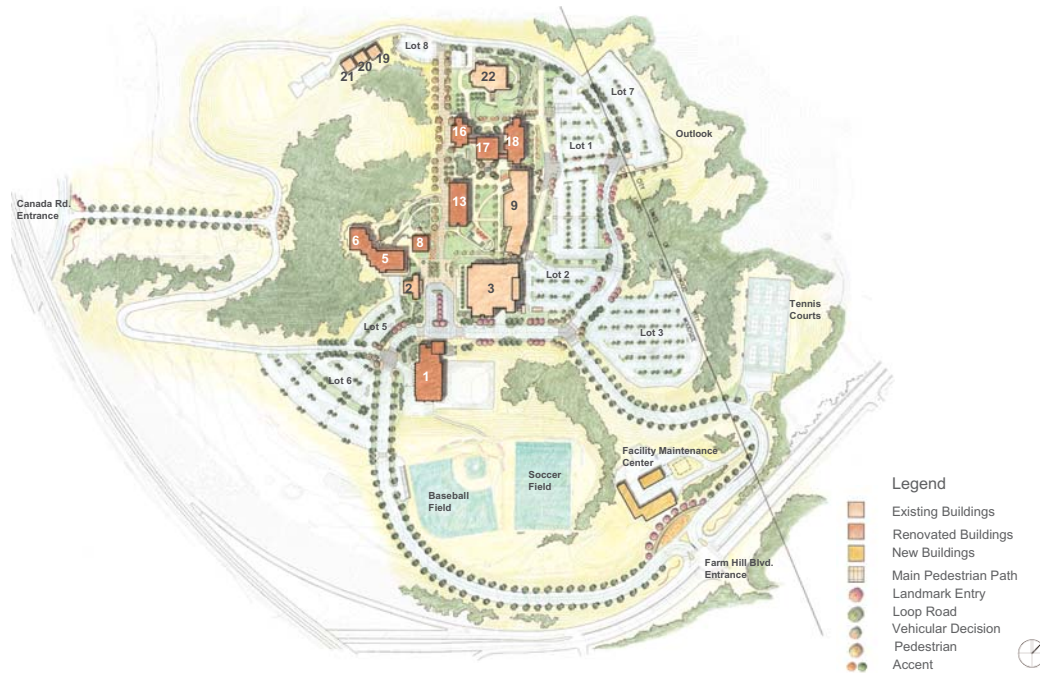 Lot 8
19
20
21
22
Lot 7
Outlook
16
17
18
Lot 1
Canada Rd.
Entrance
13
9
6
5
8
2
3
Lot 2
Tennis
Courts
Lot 5
Lot 3
Lot 6
1
Facility Maintenance
Center
Soccer
Field
Baseball
Field
Farm Hill Blvd.
Entrance
Legend
Existing Buildings
Renovated Buildings
New Buildings
Main Pedestrian Path
Landmark Entry
Loop Road
Vehicular Decision
Pedestrian
Accent